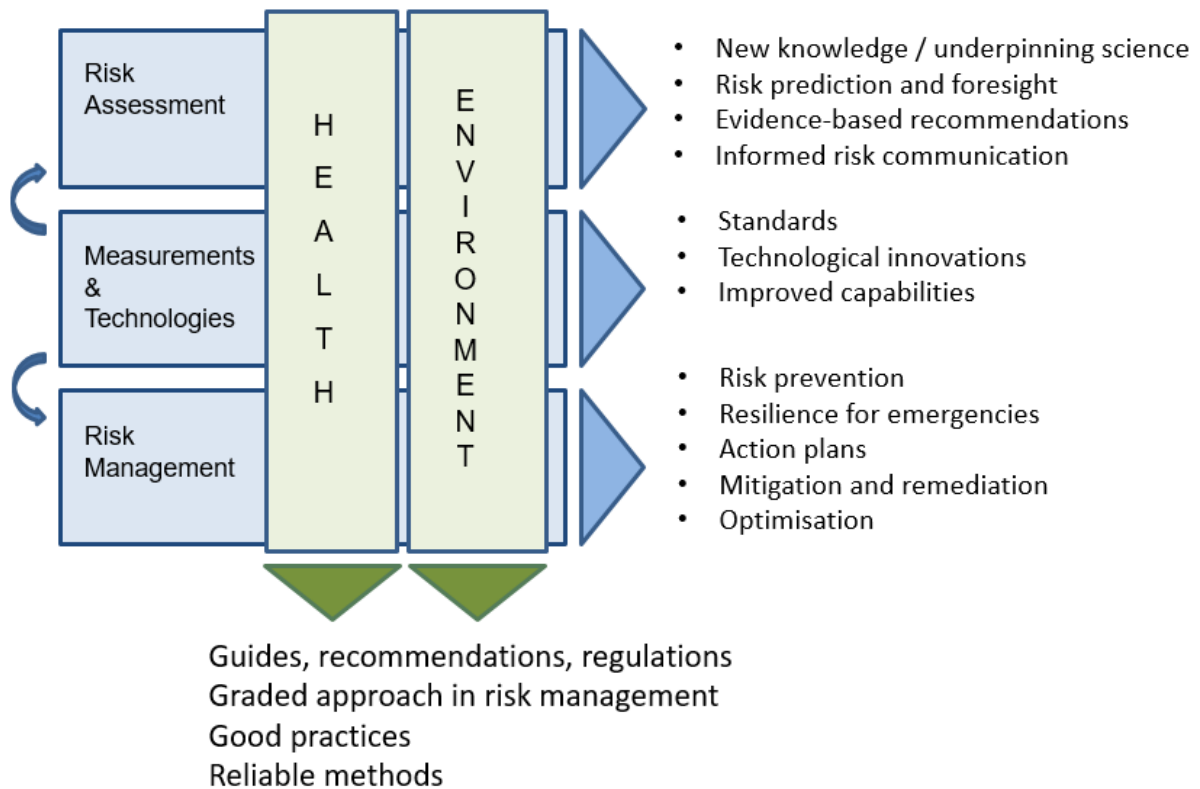 Risk
Assessment
Measurements
&
Technologies
Risk
Management
HEALTH
ENVIRONMENT
• New knowledge / underpinning science
• Risk prediction and foresight
• Evidence-based recommendations
• Informed risk communication
• Standards
• Technological innovations
• Improved capabilities
• Risk prevention
• Resilience for emergencies
• Action plans
• Mitigation and remediation
• Optimisation
Guides, recommendations, regulations
Graded approach in risk management
Good practices
Reliable methods